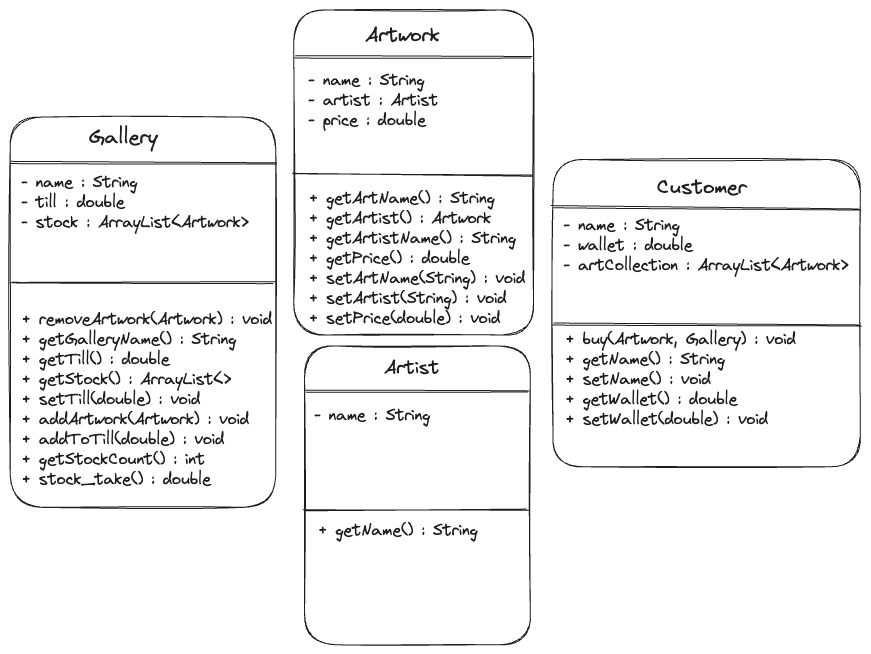 Gallery
- name : String
- till : double
- stock : ArrayList<Artwork>
+ removeArtwork(Artwork) : void
+ getGalleryName() : String
+ getTill() : double
+ getStock() : ArrayList<>
+ setTill(double) : void
+ addArtwork(Artwork) : void
+ addToTill(double) : void
+ getStockCount() : int
+ stock_take() : double
Artwork
- name : String
- artist : Artist
- price : double
+ getArtName() : String
+ getArtist() : Artwork
+ getArtistName() : String
+ getPrice() : double
+ setArtName(String) : void
+ setArtist(String) : void
+ setPrice(double) : void
Artist
- name : String
+ getName() : String
Customer
- name : String
- wallet : double
- artCollection : ArrayList<Artwork>
+ buy(Artwork, Gallery) : void
+ getName() : String
+ setName() : void
+ getWallet() : double
+ setWallet(double) : void